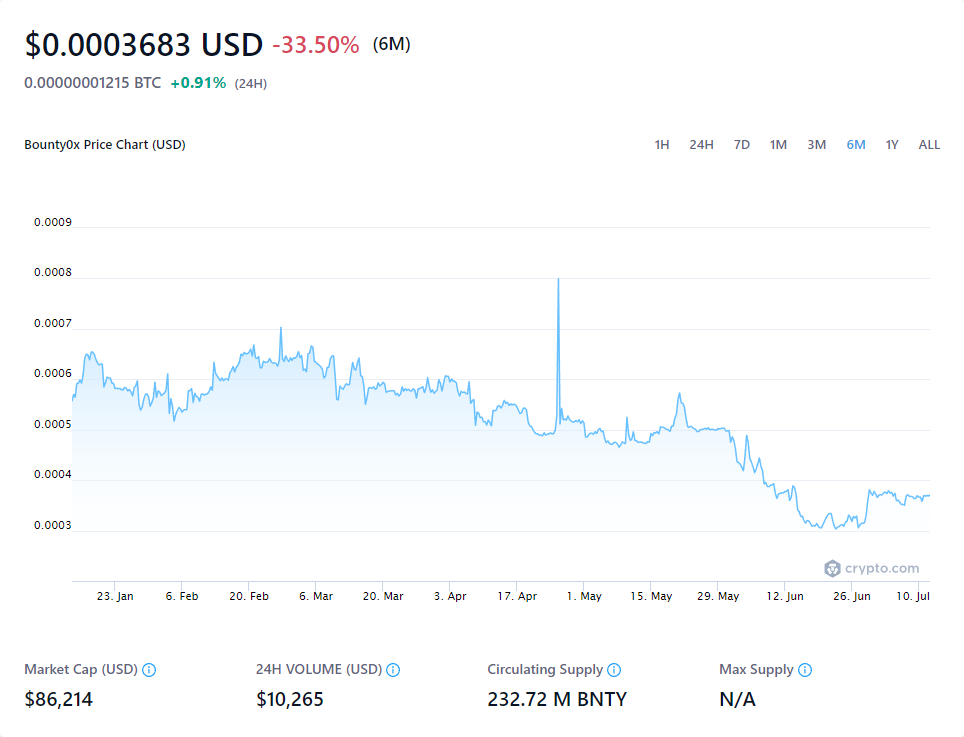 $0.0003683 USD -33.50% (6M)
0.00000001215 BTC +0.91% (24H)
Bounty0x Price Chart (USD) 1H 24H 7D 1M 3M 6M 1Y ALL
0.0009
0.0008
0.0007
0.0006
0.0005
0.0004
0.0003
crypto.com
23. Jan 6. Feb 20. Feb 6. Mar 20. Mar 3. Apr 17. Apr 1. May 15. May 29. May 12. Jun 26. Jun 10. Jul
Market Cap (USD) 24H VOLUME (USD) Circulating Supply Max Supply
$86,214 $10,265 232.72 M BNTY N/A